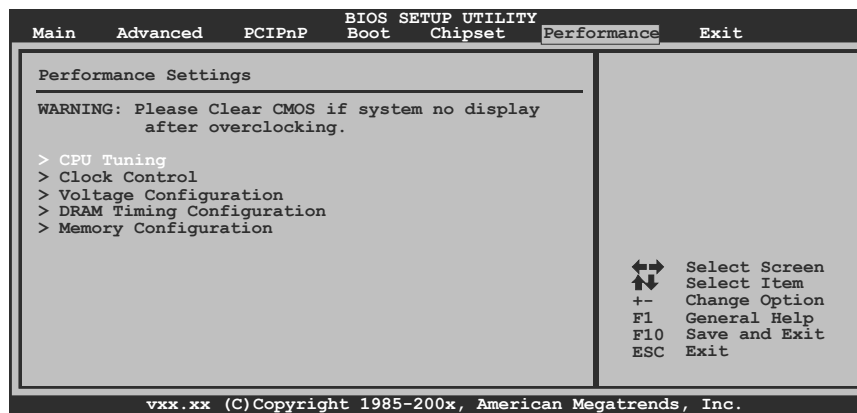 BIOS SETUP UTILITY
Main Advanced PCIPnP Boot Chipset Performance Exit
Performance Settings
WARNING: Please Clear CMOS if system no display
after overclocking.
> CPU Tuning
> Clock Control
> Voltage Configuration
> DRAM Timing Configuration
> Memory Configuration
Select Screen
Select Item
+- Change Option
F1 General Help
F10 Save and Exit
ESC Exit
vxx.xx (C)Copyright 1985-200x, American Megatrends, Inc.